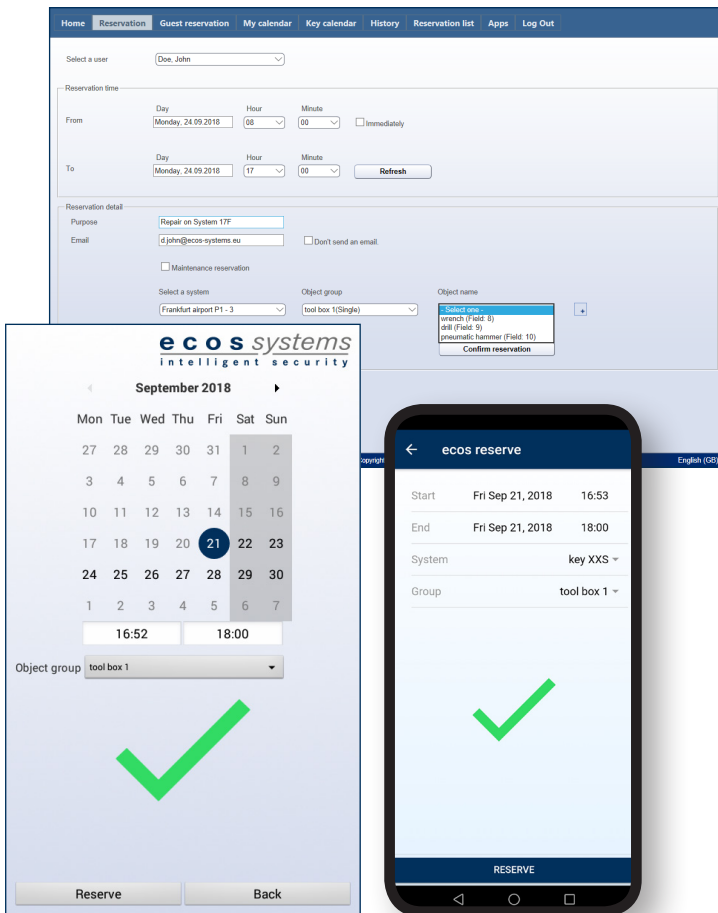 Home Reservation Guest reservation My calendar Key calendar History Reservation list Apps Log Out
Select a user Doe, John
Reservation time
Day Hour Minute
From Monday, 24.09.2018 08 00 Immediately
Day Hour Minute
To Monday, 24.09.2018 17 00 Refresh
Reservation detail
Purpose Repair on System 17F
Email d.john@ecos-systems.eu Don't send an email.
Maintenance reservation
Select a system Object group Object name
Frankfurt airport P1 - 3 tool box 1(Single) - Select one - +
wrench (Field: 8)
drill (Field: 9)
pneumatic hammer (Field: 10)
Confirm reservation
English (GB)
ecos systems
intelligent security
September 2018
Mon Tue Wed Thu Fri Sat Sun
27 28 29 30 31 1 2
3 4 5 6 7 8 9
10 11 12 13 14 15 16
17 18 19 20 21 22 23
24 25 26 27 28 29 30
1 2 3 4 5 6 7
16:52 18:00
Object group tool box 1
Reserve Back
ecos reserve
Start Fri Sep 21, 2018 16:53
End Fri Sep 21, 2018 18:00
System key XXS
Group tool box 1
RESERVE